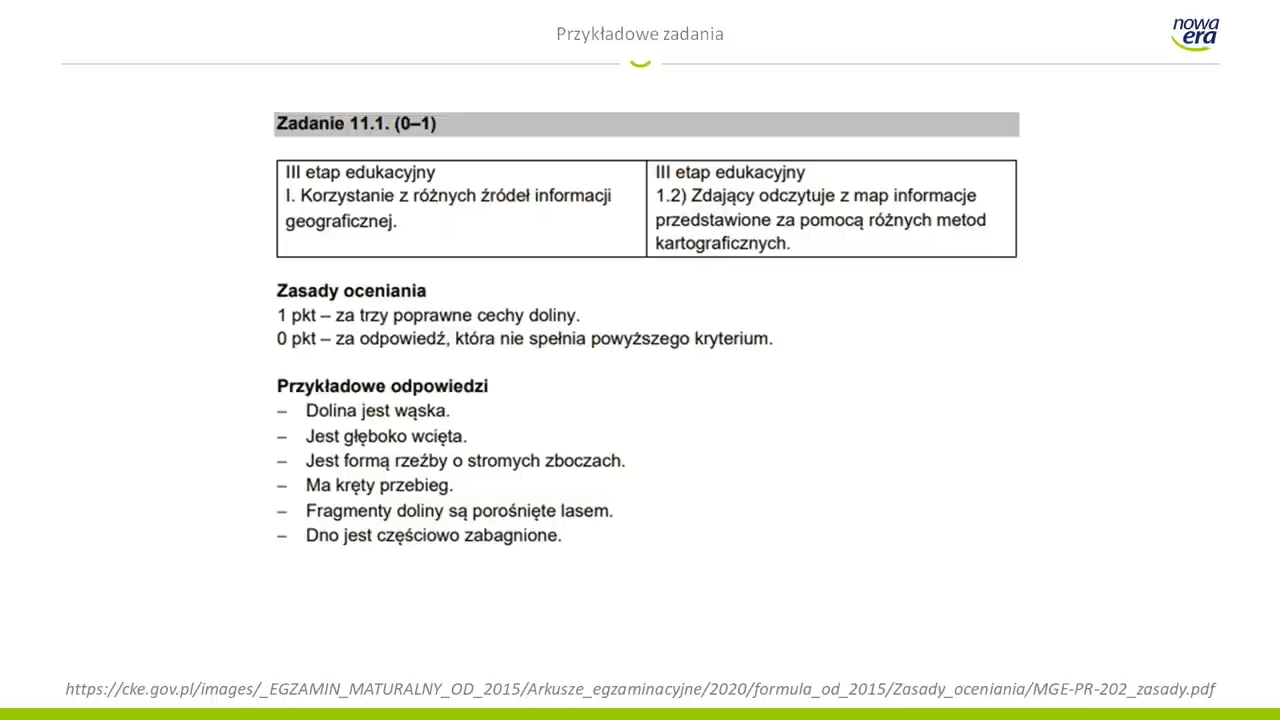 Przykładowe zadania
nowa
era
Zadanie 11.1. (0–1)
III etap edukacyjny
I. Korzystanie z różnych źródeł informacji
geograficznej.
III etap edukacyjny
1.2) Zdający odczytuje z map informacje
przedstawione za pomocą różnych metod
kartograficznych.
Zasady oceniania
1 pkt – za trzy poprawne cechy doliny.
0 pkt – za odpowiedź, która nie spełnia powyższego kryterium.
Przykładowe odpowiedzi
– Dolina jest wąska.
– Jest głęboko wcięta.
– Jest formą rzeźby o stromych zboczach.
– Ma kręty przebieg.
– Fragmenty doliny są porośnięte lasem.
– Dno jest częściowo zabagnione.
https://cke.gov.pl/images/_EGZAMIN_MATURALNY_OD_2015/Arkusze_egzaminacyjne/2020/formula_od_2015/Zasady_oceniania/MGE-PR-202_zasady.pdf